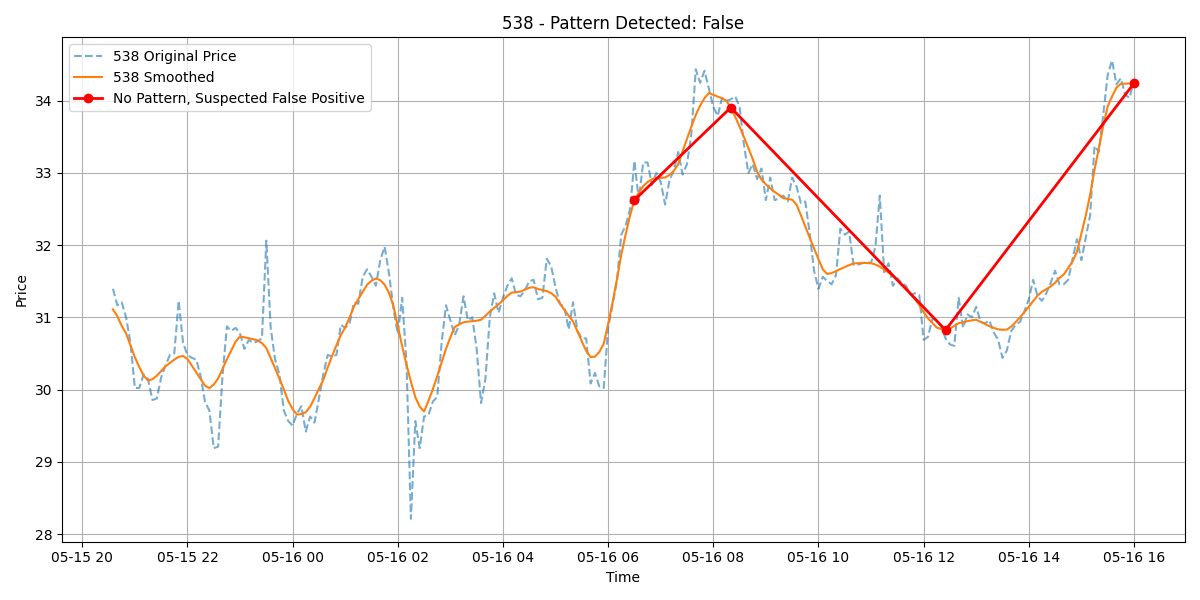 538 - Pattern Detected: False
538 Original Price
538 Smoothed
No Pattern, Suspected False Positive
Price
34
33
32
31
30
29
28
05-15 20 05-15 22 05-16 00 05-16 02 05-16 04 05-16 06 05-16 08 05-16 10 05-16 12 05-16 14 05-16 16
Time